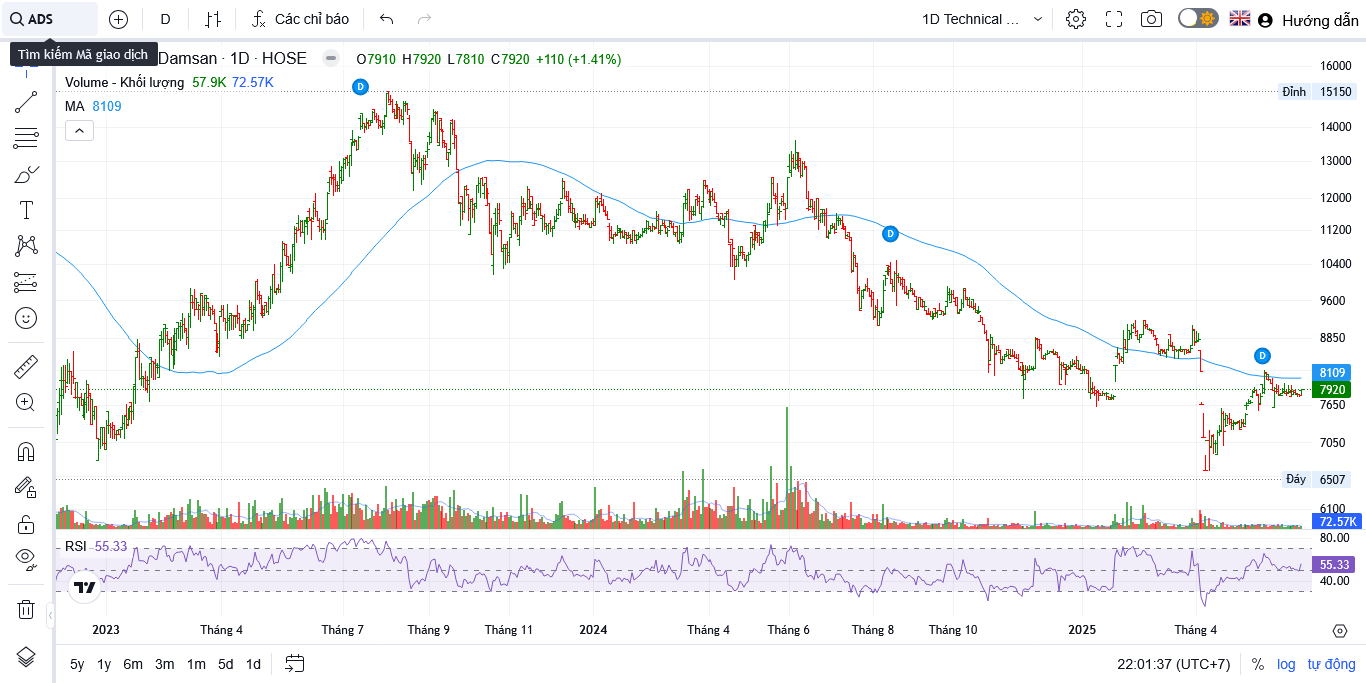 ADS
D
Các chỉ báo
1D Technical ...
Hướng dẫn
Tìm kiếm Mã giao dịch
Damsan · 1D · HOSE
O7910 H7920 L7810 C7920 +110 (+1.41%)
Volume - Khối lượng 57.9K 72.57K
MA 8109
D
D
D
16000
Đỉnh 15150
14000
13000
12000
11200
10400
9600
8850
8109
7920
7650
7050
Đáy 6507
6100
72.57K
RSI 55.33
80.00
55.33
40.00
2023
Tháng 4
Tháng 7
Tháng 9
Tháng 11
2024
Tháng 4
Tháng 6
Tháng 8
Tháng 10
2025
Tháng 4
5y 1y 6m 3m 1m 5d 1d
22:01:37 (UTC+7)
% log tự động